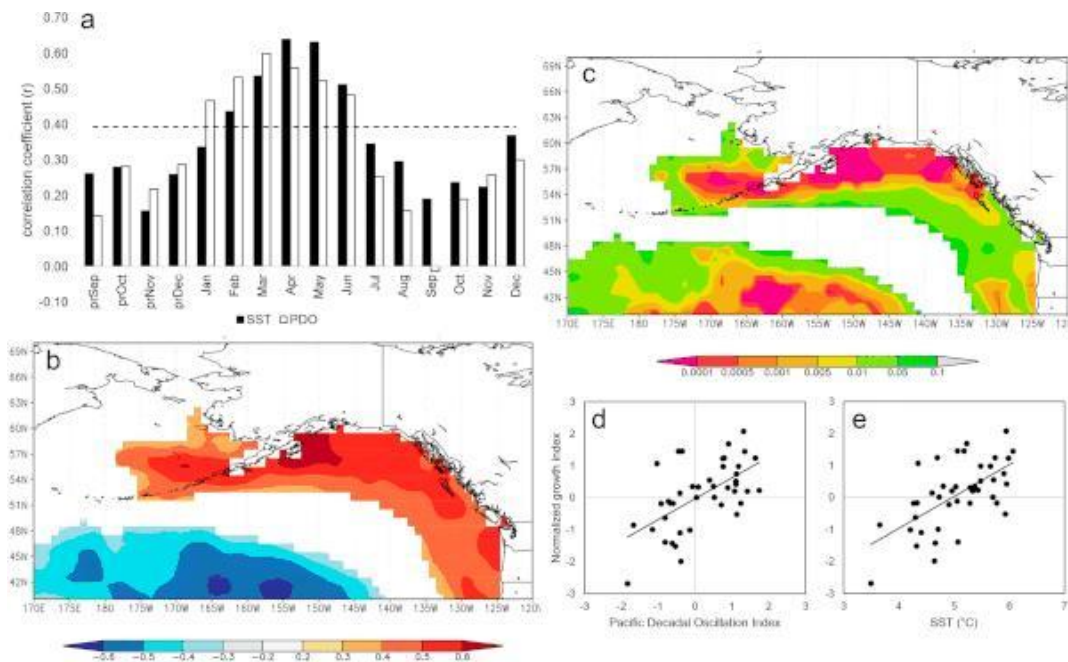 a
0.70
0.60
0.50
0.40
0.30
0.20
0.10
0.00
-0.10
correlation coefficient (r)
prSep
prOct
prNov
prDec
Jan
Feb
Mar
Apr
May
Jun
Jul
Aug
Sep
Oct
Nov
Dec
SST PDO
c
69N
66N
63N
60N
57N
54N
51N
48N
45N
42N
170E 175E 180 175W 170W 165W 160W 155W 150W 145W 140W 135W 130W 125W 120W
0.0001 0.0005 0.001 0.005 0.01 0.05 0.1
b
69N
66N
63N
60N
57N
54N
51N
48N
45N
42N
170E 175E 180 175W 170W 165W 160W 155W 150W 145W 140W 135W 130W 125W 120W
-0.6 -0.5 -0.4 -0.3 -0.2 0.2 0.3 0.4 0.5 0.6
d
3
2
1
0
-1
-2
-3
Normalized growth index
-3 -2 -1 0 1 2 3
Pacific Decadal Oscillation Index
e
3
2
1
0
-1
-2
-3
3 4 5 6 7
SST (°C)